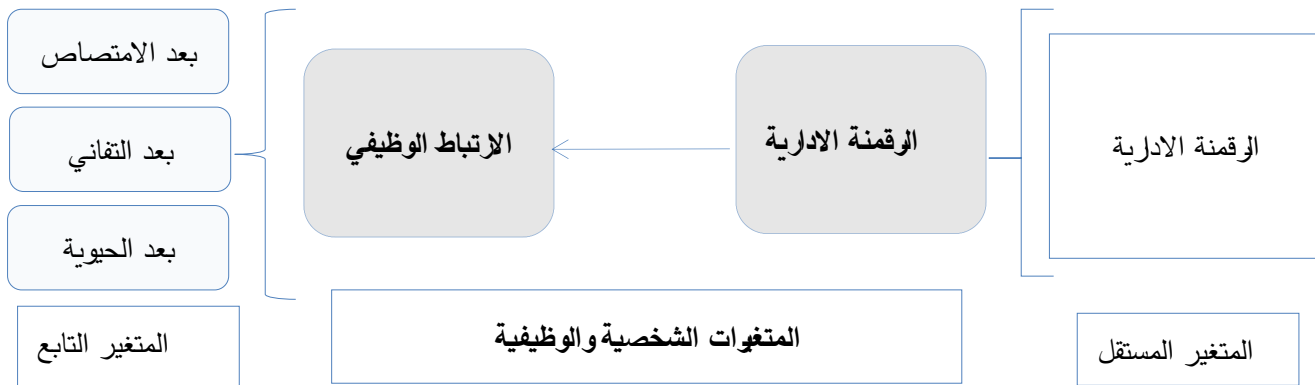 الرقمنة الادارية
الرقمنة الادارية
الارتباط الوظيفي
بعد الامتصاص
بعد التفاني
بعد الحيوية
المتغير المستقل
المتغيرات الشخصية والوظيفية
المتغير التابع